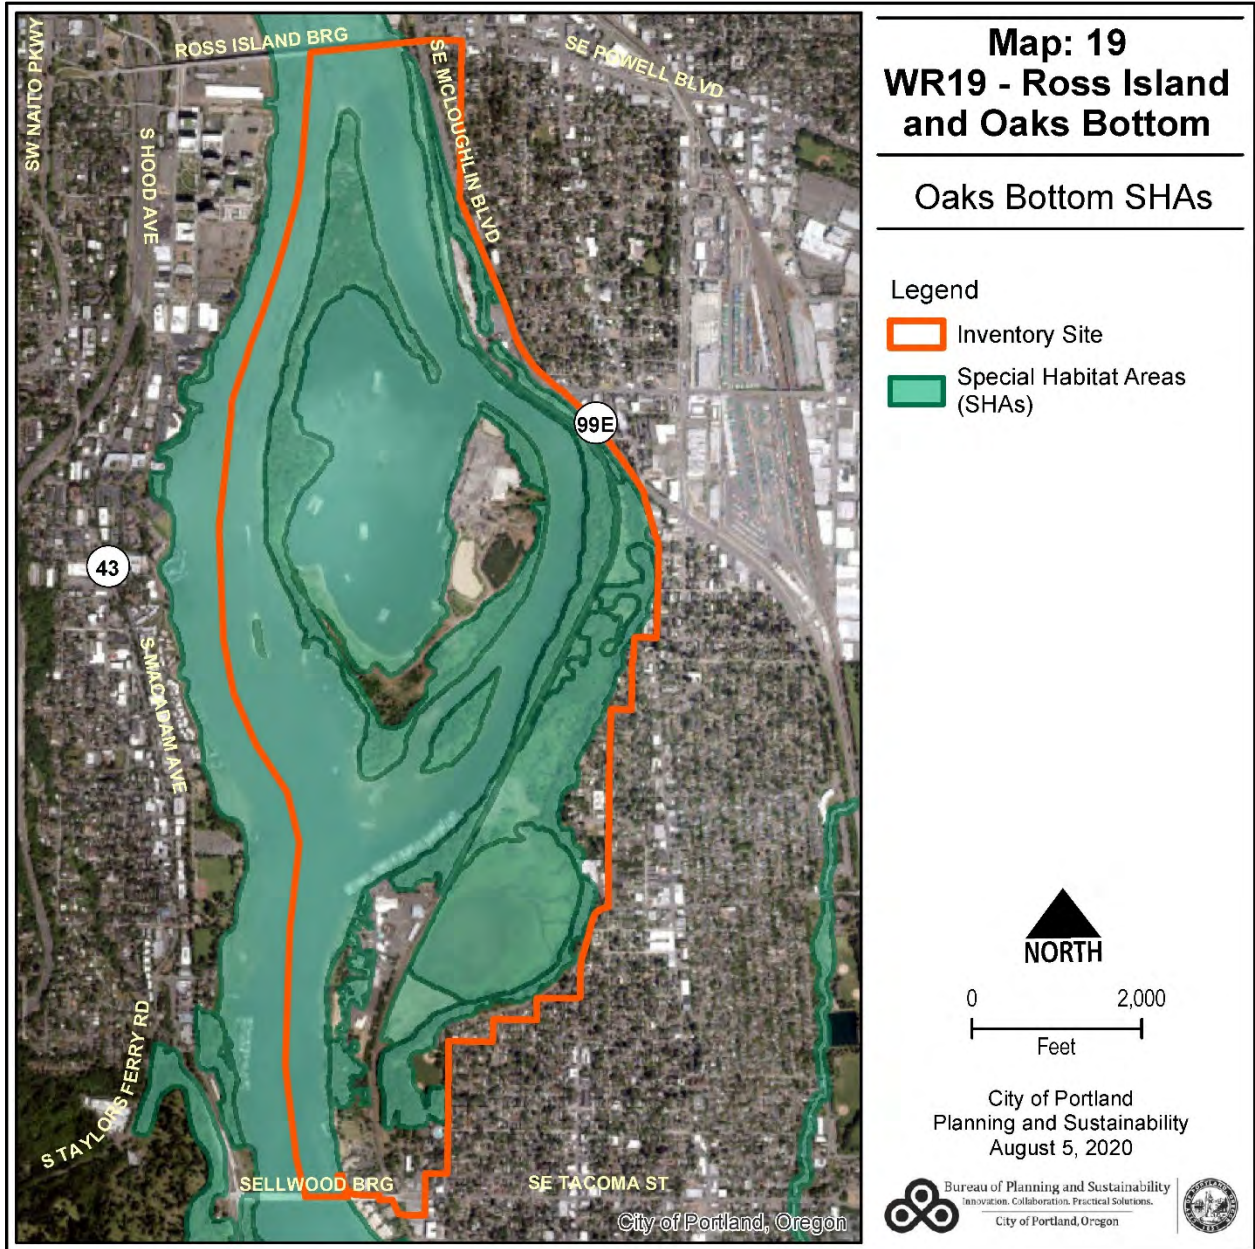 Map: 19
WR19 - Ross Island
and Oaks Bottom
Oaks Bottom SHAs
Legend
Inventory Site
Special Habitat Areas
(SHAs)
NORTH
0 2,000
Feet
City of Portland
Planning and Sustainability
August 5, 2020
Bureau of Planning and Sustainability
Innovation. Collaboration. Practical Solutions.
City of Portland, Oregon
SW NAITO PKWY
ROSS ISLAND BRG
SE MCLOUGHLIN BLVD
SE POWELL BLVD
S HOOD AVE
99E
43
S MACADAM AVE
S TAYLORS FERRY RD
SELLWOOD BRG
SE TACOMA ST
City of Portland, Oregon